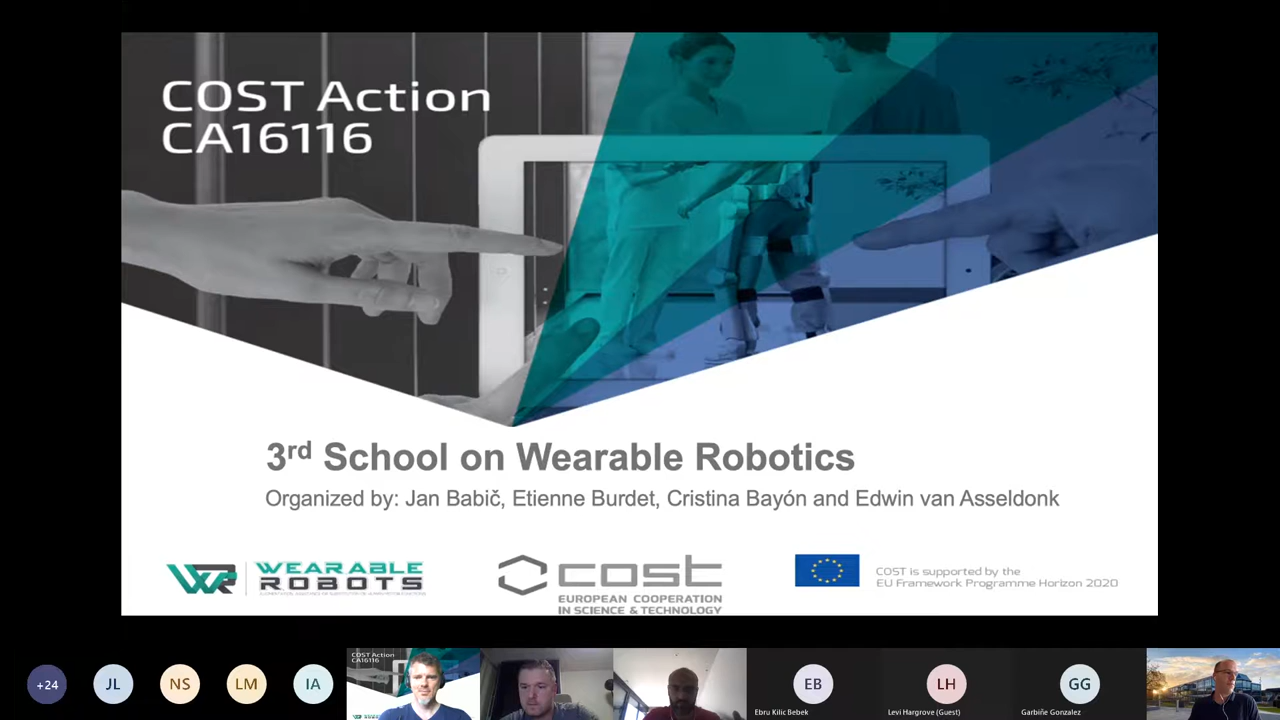 COST Action
CA16116
3rd School on Wearable Robotics
Organized by: Jan Babič, Etienne Burdet, Cristina Bayón and Edwin van Asseldonk
WR
WEARABLE
ROBOTS
cost
EUROPEAN COOPERATION
IN SCIENCE & TECHNOLOGY
COST is supported by the
EU Framework Programme Horizon 2020
+24
JL
NS
LM
IA
COST Action
CA16116
EB
Ebru Kilic Bebek
LH
Levi Hargrove (Guest)
GG
Garbiñe Gonzalez